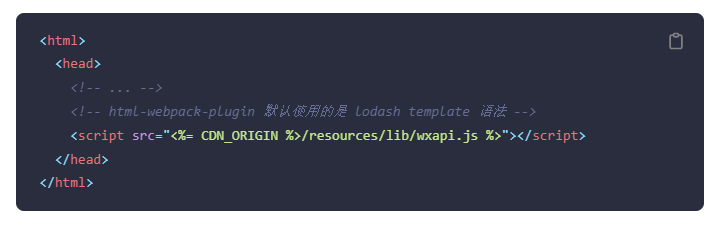 <html>
<head>
<!-- ... -->
<!-- html-webpack-plugin 默认使用的是 lodash template 语法 -->
<script src="<%= CDN_ORIGIN %>/resources/lib/wxapi.js %>"></script>
</head>
</html>